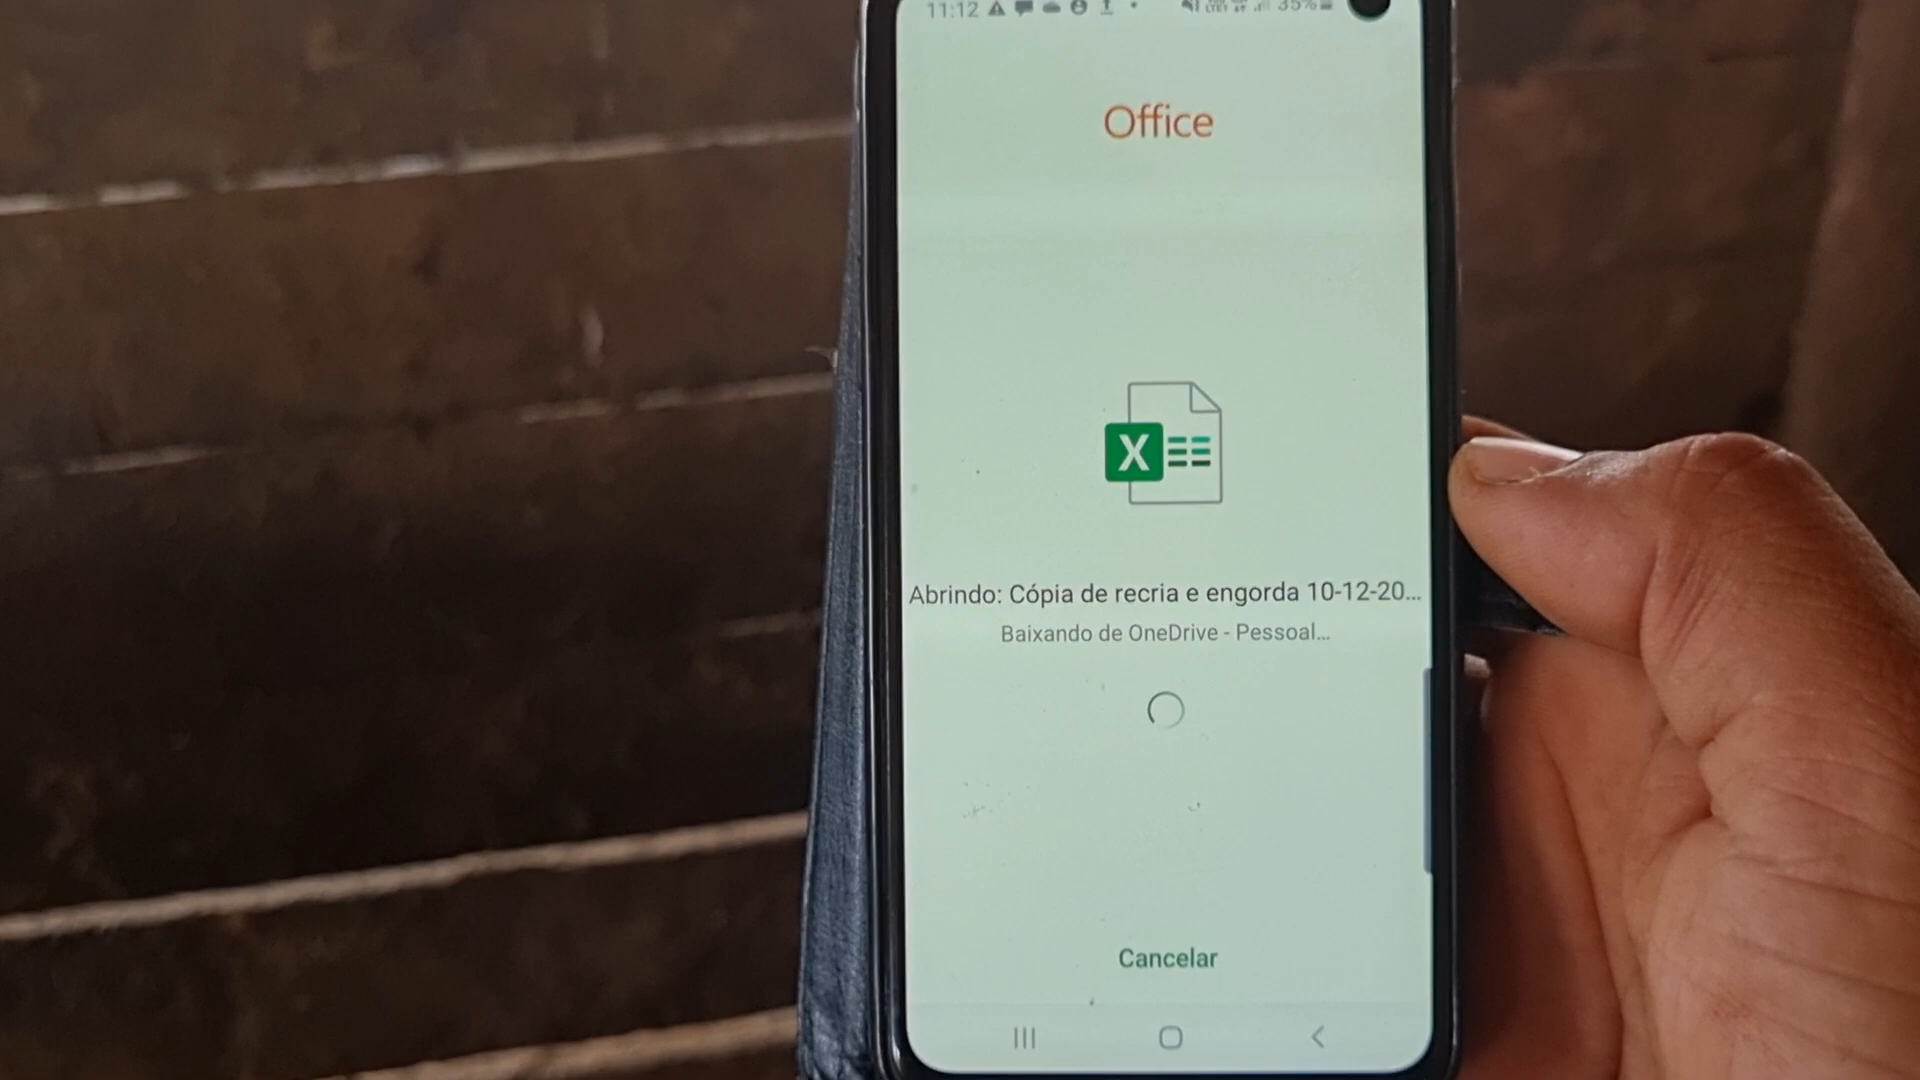 11:12 35%
Office
X
Abrindo: Cópia de recria e engorda 10-12-20...
Baixando de OneDrive - Pessoal...
Cancelar